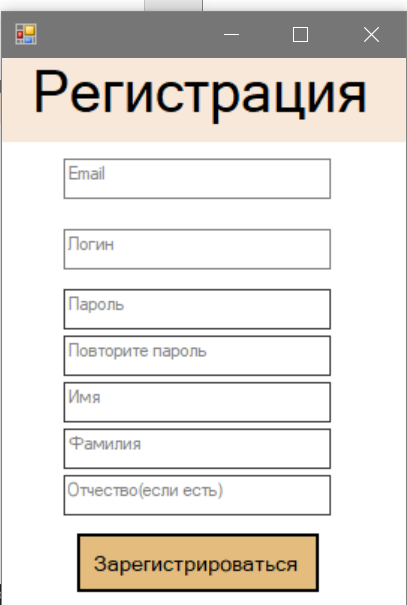 Регистрация
Email
Логин
Пароль
Повторите пароль
Имя
Фамилия
Отчество(если есть)
Зарегистрироваться